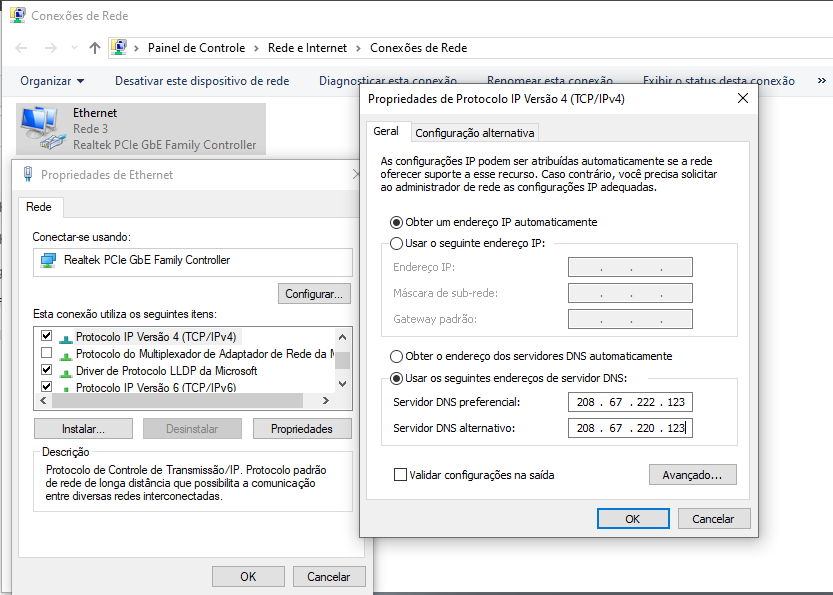 Conexões de Rede
Painel de Controle > Rede e Internet > Conexões de Rede
Organizar Desativar este dispositivo de rede Diagnosticar esta conexão Renomear esta conexão Exibir o status desta conexão »
Ethernet
Rede 3
Realtek PCIe GbE Family Controller
Propriedades de Ethernet
Rede
Conectar-se usando:
Realtek PCIe GbE Family Controller
Configurar...
Esta conexão utiliza os seguintes itens:
Protocolo IP Versão 4 (TCP/IPv4)
Protocolo do Multiplexador de Adaptador de Rede da
Driver de Protocolo LLDP da Microsoft
Protocolo IP Versão 6 (TCP/IPv6)
Instalar... Desinstalar Propriedades
Descrição
Protocolo de Controle de Transmissão/IP. Protocolo padrão
de rede de longa distância que possibilita a comunicação
entre diversas redes interconectadas.
OK Cancelar
Propriedades de Protocolo IP Versão 4 (TCP/IPv4)
Geral Configuração alternativa
As configurações IP podem ser atribuídas automaticamente se a rede
oferecer suporte a esse recurso. Caso contrário, você precisa solicitar
ao administrador de rede as configurações IP adequadas.
Obter um endereço IP automaticamente
Usar o seguinte endereço IP:
Endereço IP: . . .
Máscara de sub-rede: . . .
Gateway padrão: . . .
Obter o endereço dos servidores DNS automaticamente
Usar os seguintes endereços de servidor DNS:
Servidor DNS preferencial: 208 . 67 . 222 . 123
Servidor DNS alternativo: 208 . 67 . 220 . 123
Validar configurações na saída
Avançado...
OK Cancelar